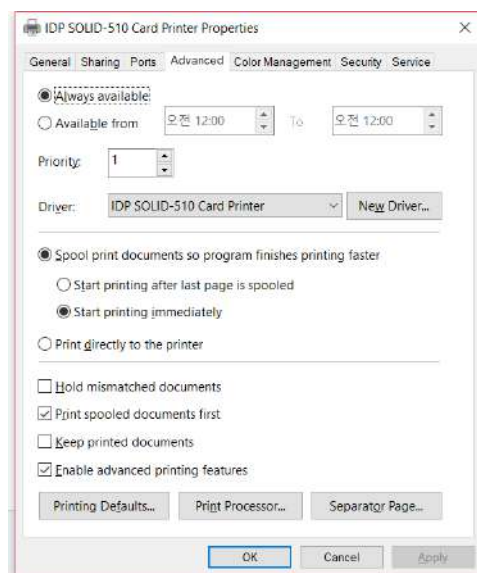 IDP SOLID-510 Card Printer Properties
General Sharing Ports Advanced Color Management Security Service
Always available
Available from 오전 12:00 To 오전 12:00
Priority: 1
Driver: IDP SOLID-510 Card Printer New Driver...
Spool print documents so program finishes printing faster
Start printing after last page is spooled
Start printing immediately
Print directly to the printer
Hold mismatched documents
Print spooled documents first
Keep printed documents
Enable advanced printing features
Printing Defaults... Print Processor... Separator Page...
OK Cancel Apply